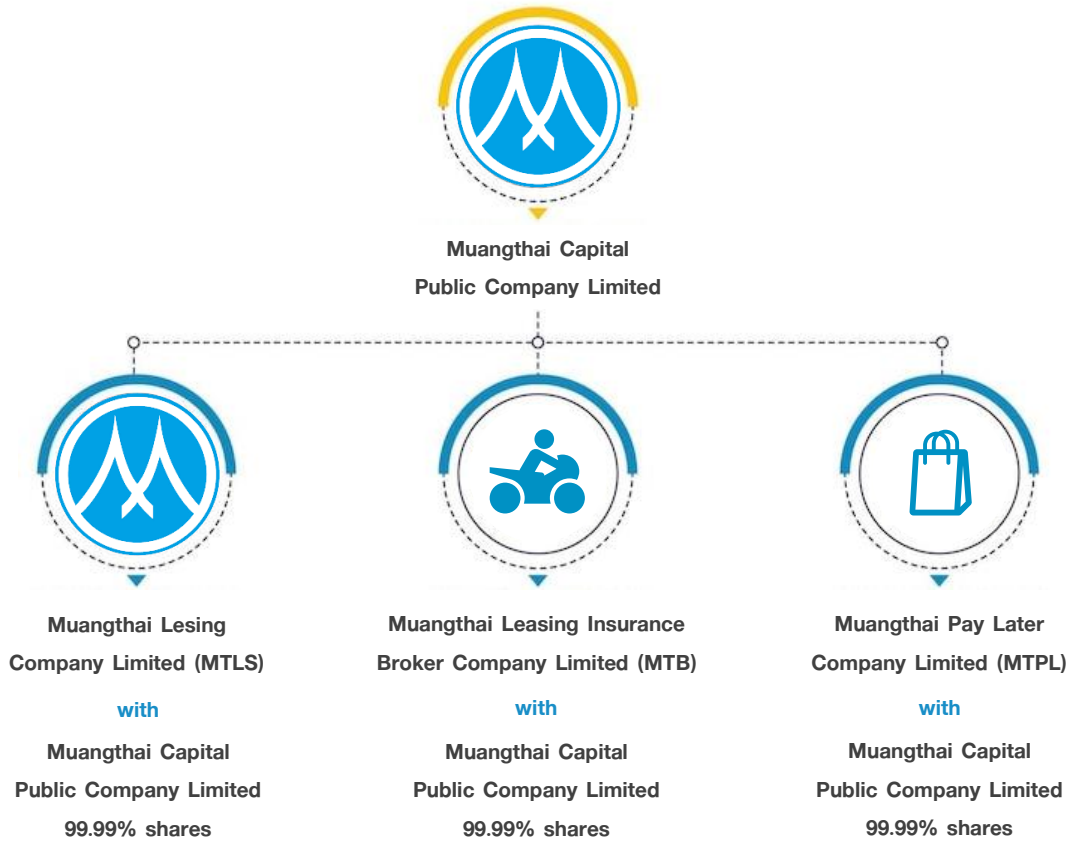 Muangthai Capital
Public Company Limited
Muangthai Lesing
Company Limited (MTLS)
with
Muangthai Capital
Public Company Limited
99.99% shares
Muangthai Leasing Insurance
Broker Company Limited (MTB)
with
Muangthai Capital
Public Company Limited
99.99% shares
Muangthai Pay Later
Company Limited (MTPL)
with
Muangthai Capital
Public Company Limited
99.99% shares